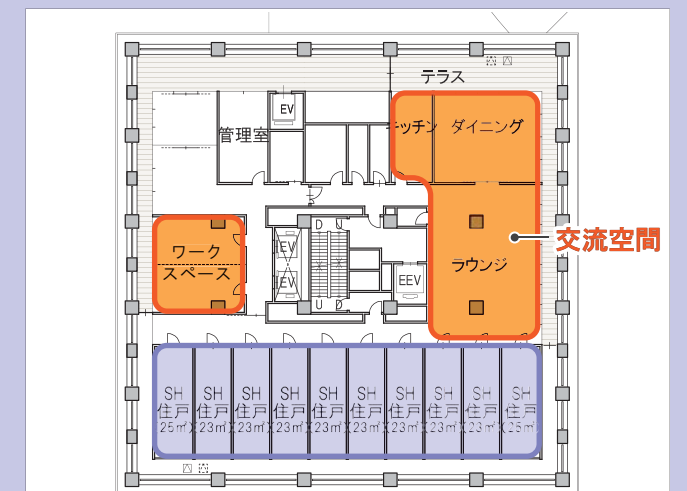 テラス
EV
管理室
キッチン
ダイニング
交流空間
ワーク
スペース
EV
EV
D
D
U
D
EEV
ラウンジ
SH
住戸
(25㎡)
SH
住戸
(23㎡)
SH
住戸
(23㎡)
SH
住戸
(23㎡)
SH
住戸
(23㎡)
SH
住戸
(23㎡)
SH
住戸
(23㎡)
SH
住戸
(23㎡)
SH
住戸
(23㎡)
SH
住戸
(25㎡)